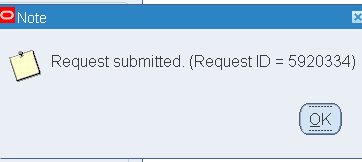 Note
Request submitted. (Request ID = 5920334)
OK